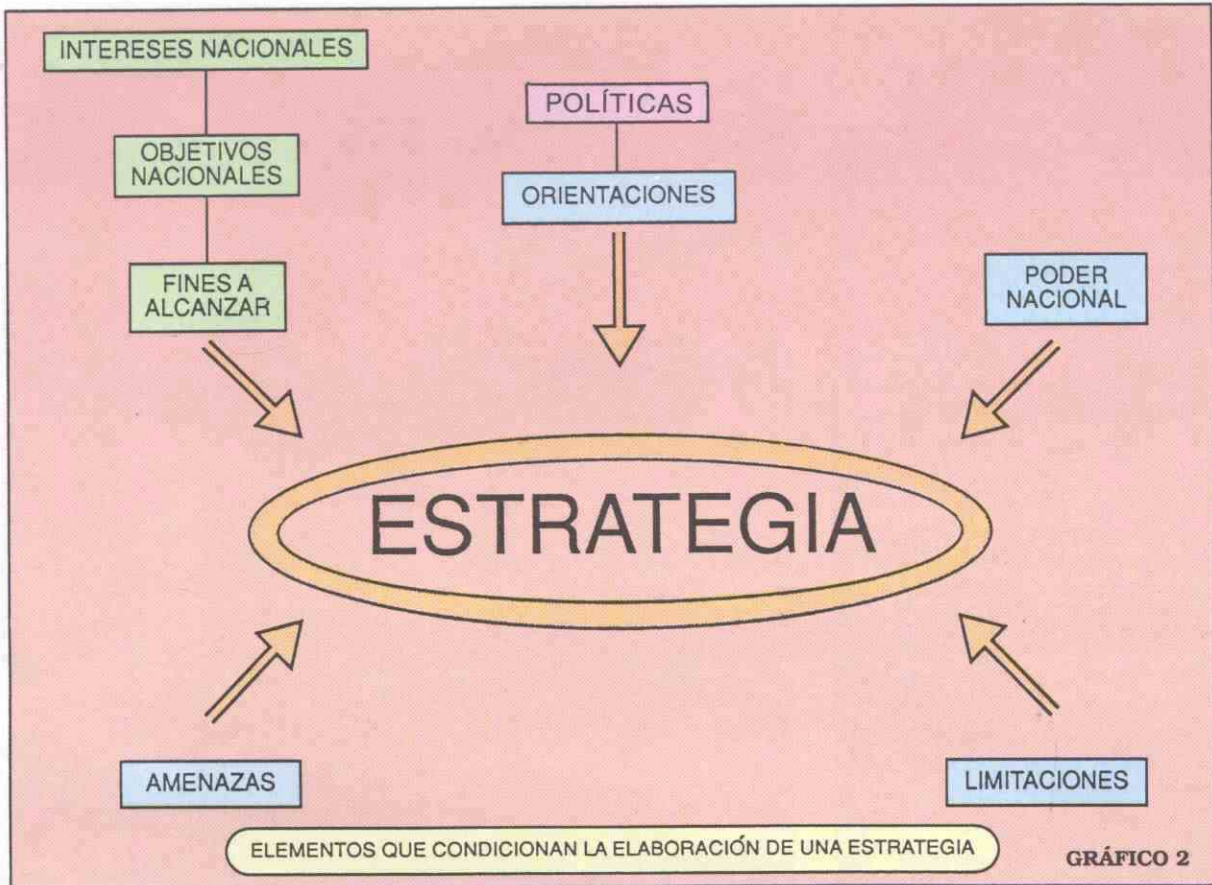 INTERESES NACIONALES
OBJETIVOS
NACIONALES
FINES A
ALCANZAR
POLÍTICAS
ORIENTACIONES
PODER
NACIONAL
ESTRATEGIA
AMENAZAS
LIMITACIONES
ELEMENTOS QUE CONDICIONAN LA ELABORACIÓN DE UNA ESTRATEGIA
GRÁFICO 2